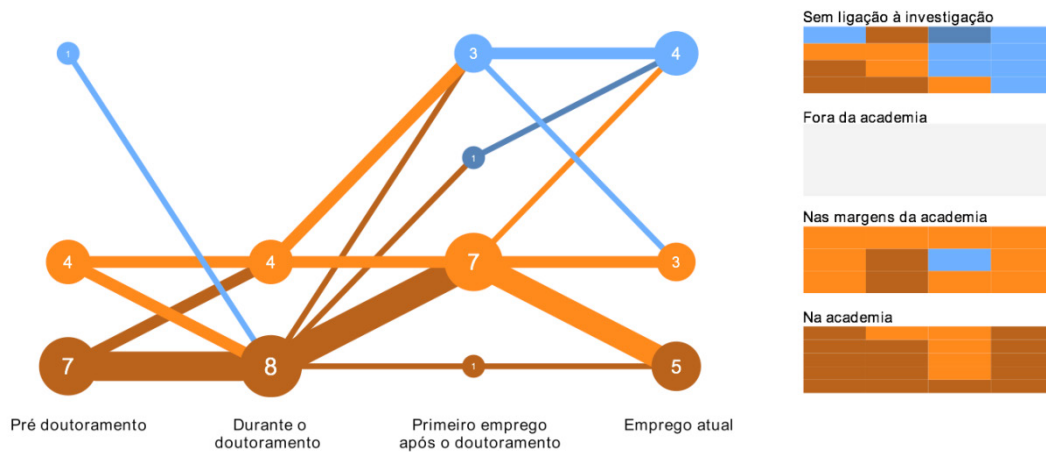 Sem ligação à investigação
1
3
4
1
Fora da academia
Nas margens da academia
4
4
7
3
Na academia
7
8
1
5
Pré doutoramento
Durante o
doutoramento
Primeiro emprego
após o doutoramento
Emprego atual